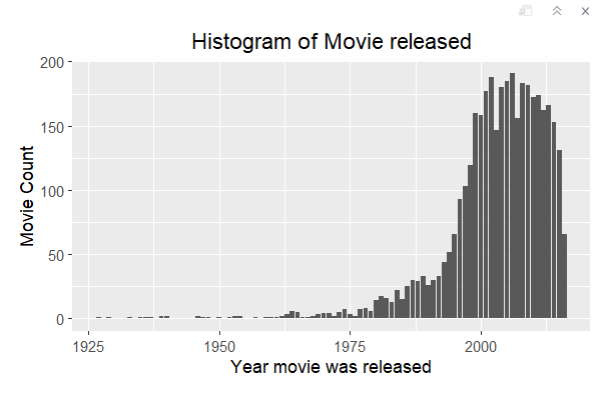 Histogram of Movie released
200
150
100
50
0
Movie Count
1925 1950 1975 2000
Year movie was released